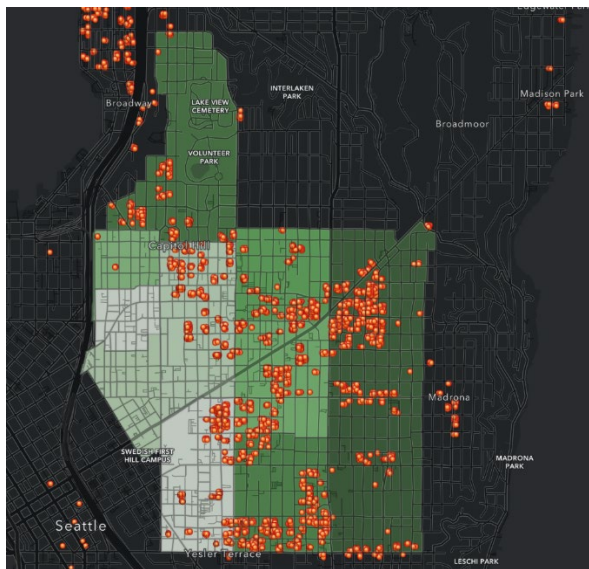 Madison Park
Broadway
LAKE VIEW
CEMETERY
INTERLAKEN
PARK
Broadmoor
VOLUNTEER
PARK
Capitol Hill
Madrona
SWEDISH FIRST
HILL CAMPUS
MADRONA
PARK
Seattle
Yesler Terrace
LESCHI PARK